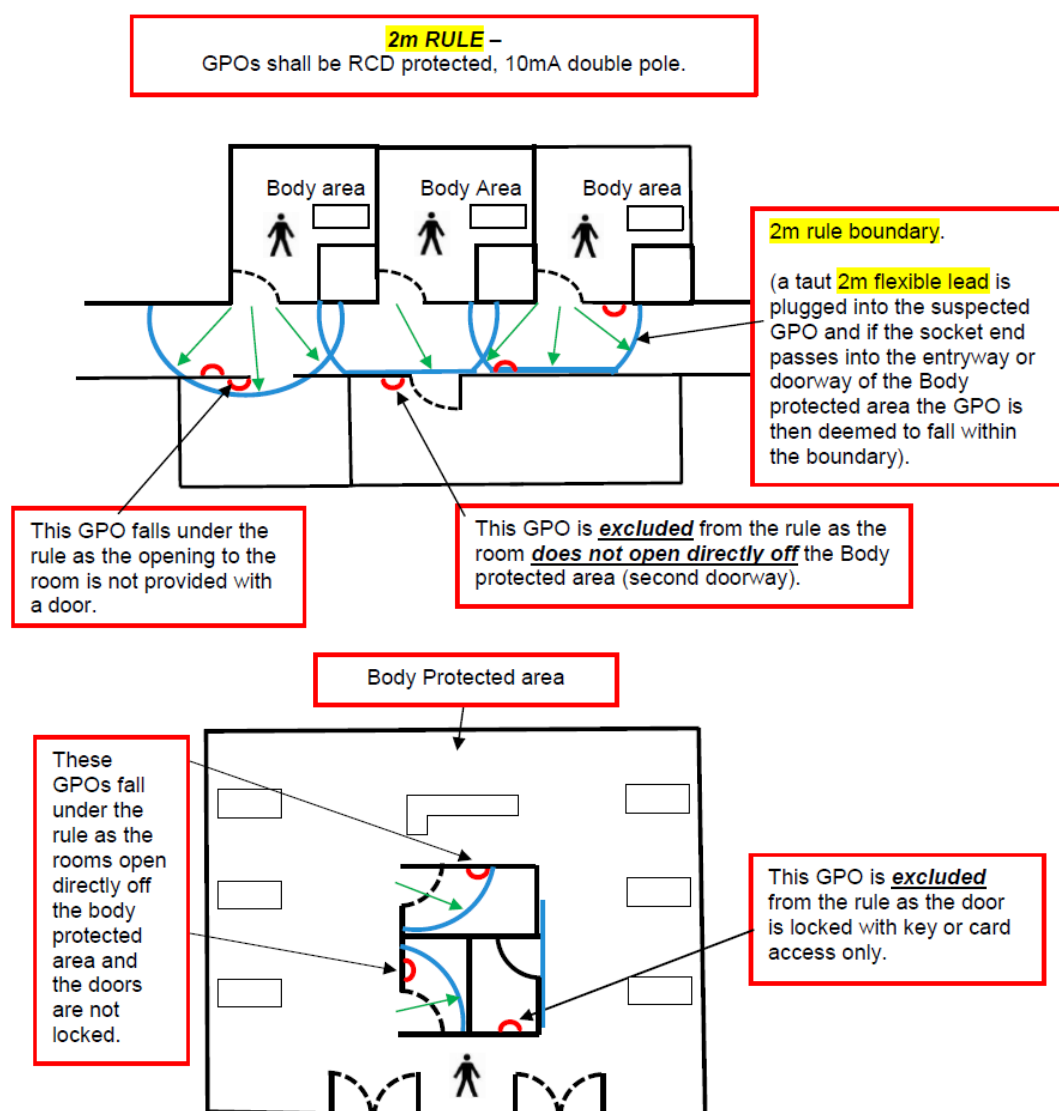 2m RULE –
GPOs shall be RCD protected, 10mA double pole.
Body area
Body Area
Body area
2m rule boundary.
(a taut 2m flexible lead is
plugged into the suspected
GPO and if the socket end
passes into the entryway or
doorway of the Body
protected area the GPO is
then deemed to fall within
the boundary).
This GPO falls under the
rule as the opening to the
room is not provided with
a door.
This GPO is excluded from the rule as the
room does not open directly off the Body
protected area (second doorway).
Body Protected area
These
GPOs fall
under the
rule as the
rooms open
directly off
the body
protected
area and
the doors
are not
locked.
This GPO is excluded
from the rule as the door
is locked with key or card
access only.